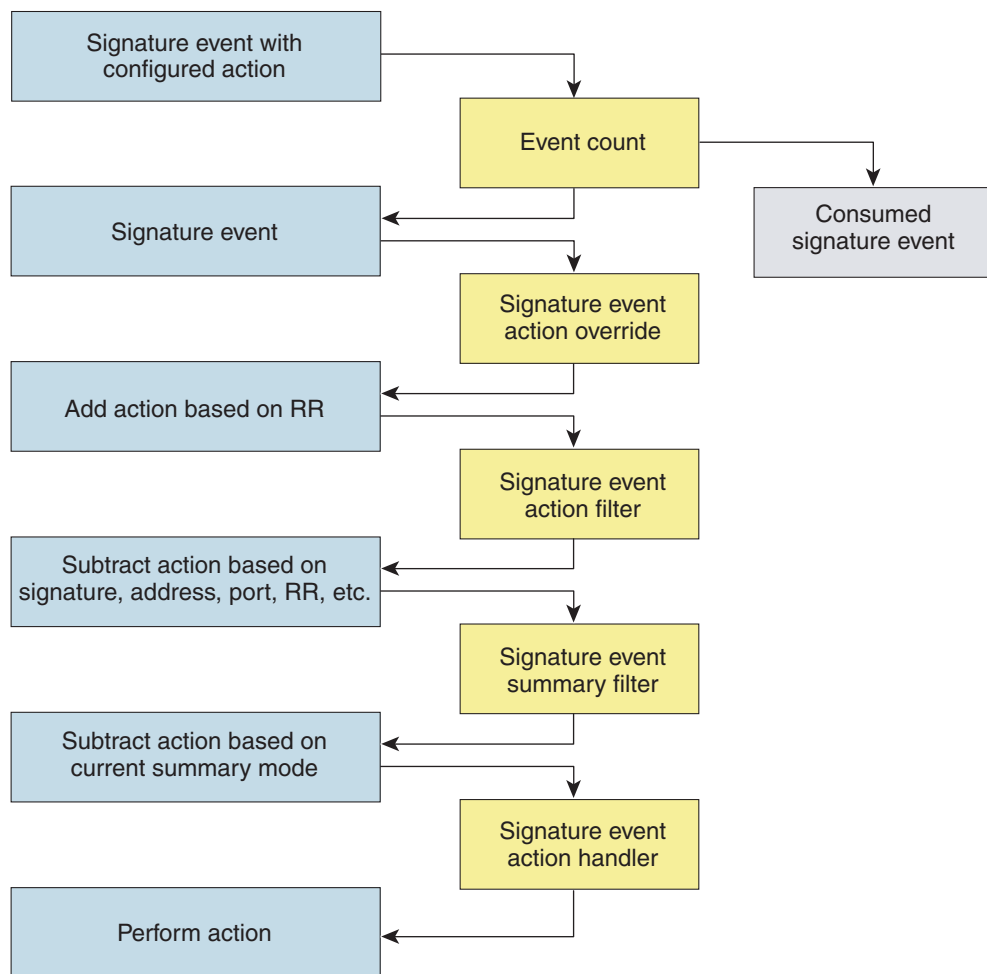 Signature event with
configured action
Event count
Consumed
signature event
Signature event
Signature event
action override
Add action based on RR
Signature event
action filter
Subtract action based on
signature, address, port, RR, etc.
Signature event
summary filter
Subtract action based on
current summary mode
Signature event
action handler
Perform action